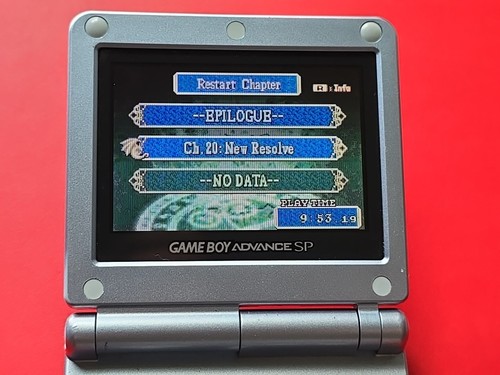 Restart Chapter
R : Info
--EPILOGUE--
Ch.20: New Resolve
--NO DATA--
PLAYTIME
9:53.19
GAME BOY ADVANCE SP